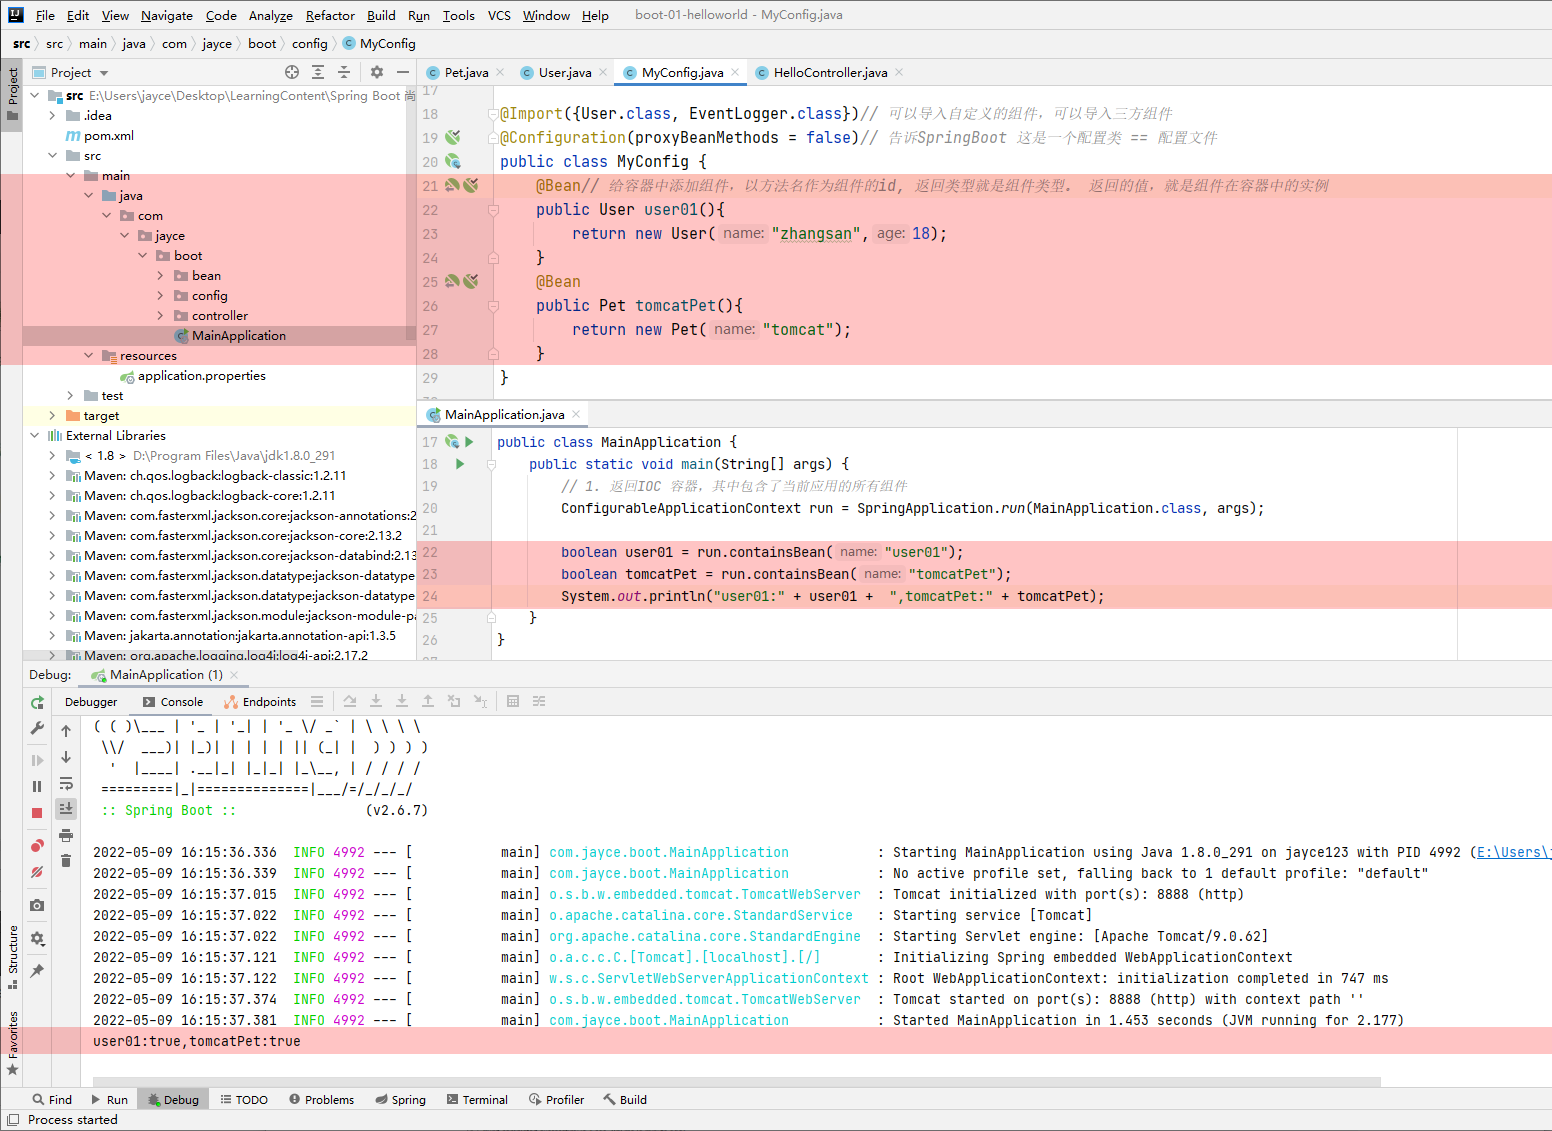 File Edit View Navigate Code Analyze Refactor Build Run Tools VCS Window Help boot-01-helloworld - MyConfig.java
src src main java com jayce boot config MyConfig
Project
Project
Pet.java User.java MyConfig.java HelloController.java
src E:\Users\jayce\Desktop\LearningContent\Spring Boot 尚
.idea
pom.xml
src
main
java
com
jayce
boot
bean
config
controller
MainApplication
resources
application.properties
test
target
External Libraries
< 1.8 > D:\Program Files\Java\jdk1.8.0_291
Maven: ch.qos.logback:logback-classic:1.2.11
Maven: ch.qos.logback:logback-core:1.2.11
Maven: com.fasterxml.jackson.core:jackson-annotations:2
Maven: com.fasterxml.jackson.core:jackson-core:2.13.2
Maven: com.fasterxml.jackson.core:jackson-databind:2.13
Maven: com.fasterxml.jackson.datatype:jackson-datatype
Maven: com.fasterxml.jackson.datatype:jackson-datatype
Maven: com.fasterxml.jackson.module:jackson-module-pa
Maven: jakarta.annotation:jakarta.annotation-api:1.3.5
Maven: org.apache.logging.log4j:log4j-api:2.17.2
17
18 @Import({User.class, EventLogger.class})// 可以导入自定义的组件，可以导入三方组件
19 @Configuration(proxyBeanMethods = false)// 告诉SpringBoot 这是一个配置类 == 配置文件
20 public class MyConfig {
21 @Bean// 给容器中添加组件，以方法名作为组件的id, 返回类型就是组件类型. 返回的值，就是组件在容器中的实例
22 public User user01(){
23 return new User( name: "zhangsan", age: 18);
24 }
25 @Bean
26 public Pet tomcatPet(){
27 return new Pet( name: "tomcat");
28 }
29 }
MainApplication.java
17 public class MainApplication {
18 public static void main(String[] args) {
19 // 1. 返回IOC 容器，其中包含了当前应用的所有组件
20 ConfigurableApplicationContext run = SpringApplication.run(MainApplication.class, args);
21
22 boolean user01 = run.containsBean( name: "user01");
23 boolean tomcatPet = run.containsBean( name: "tomcatPet");
24 System.out.println("user01:" + user01 + ",tomcatPet:" + tomcatPet);
25 }
26 }
Debug: MainApplication (1)
Debugger Console Endpoints
( ( )\___ | '_ | '_| | '_ \/ _` | \ \ \ \
\\/ ___)| |_)| | | | | || (_| | ) ) ) )
' |____| .__|_| |_|_| |_\__, | / / / /
=========|_|==============|___/=/_/_/_/
:: Spring Boot :: (v2.6.7)
2022-05-09 16:15:36.336 INFO 4992 --- [ main] com.jayce.boot.MainApplication : Starting MainApplication using Java 1.8.0_291 on jayce123 with PID 4992 (E:\Users\j
2022-05-09 16:15:36.339 INFO 4992 --- [ main] com.jayce.boot.MainApplication : No active profile set, falling back to 1 default profile: "default"
2022-05-09 16:15:37.015 INFO 4992 --- [ main] o.s.b.w.embedded.tomcat.TomcatWebServer : Tomcat initialized with port(s): 8888 (http)
2022-05-09 16:15:37.022 INFO 4992 --- [ main] o.apache.catalina.core.StandardService : Starting service [Tomcat]
2022-05-09 16:15:37.022 INFO 4992 --- [ main] org.apache.catalina.core.StandardEngine : Starting Servlet engine: [Apache Tomcat/9.0.62]
2022-05-09 16:15:37.121 INFO 4992 --- [ main] o.a.c.c.C.[Tomcat].[localhost].[/] : Initializing Spring embedded WebApplicationContext
2022-05-09 16:15:37.122 INFO 4992 --- [ main] w.s.c.ServletWebServerApplicationContext : Root WebApplicationContext: initialization completed in 747 ms
2022-05-09 16:15:37.374 INFO 4992 --- [ main] o.s.b.w.embedded.tomcat.TomcatWebServer : Tomcat started on port(s): 8888 (http) with context path ''
2022-05-09 16:15:37.381 INFO 4992 --- [ main] com.jayce.boot.MainApplication : Started MainApplication in 1.453 seconds (JVM running for 2.177)
user01:true,tomcatPet:true
Structure
Favorites
Find Run Debug TODO Problems Spring Terminal Profiler Build
Process started